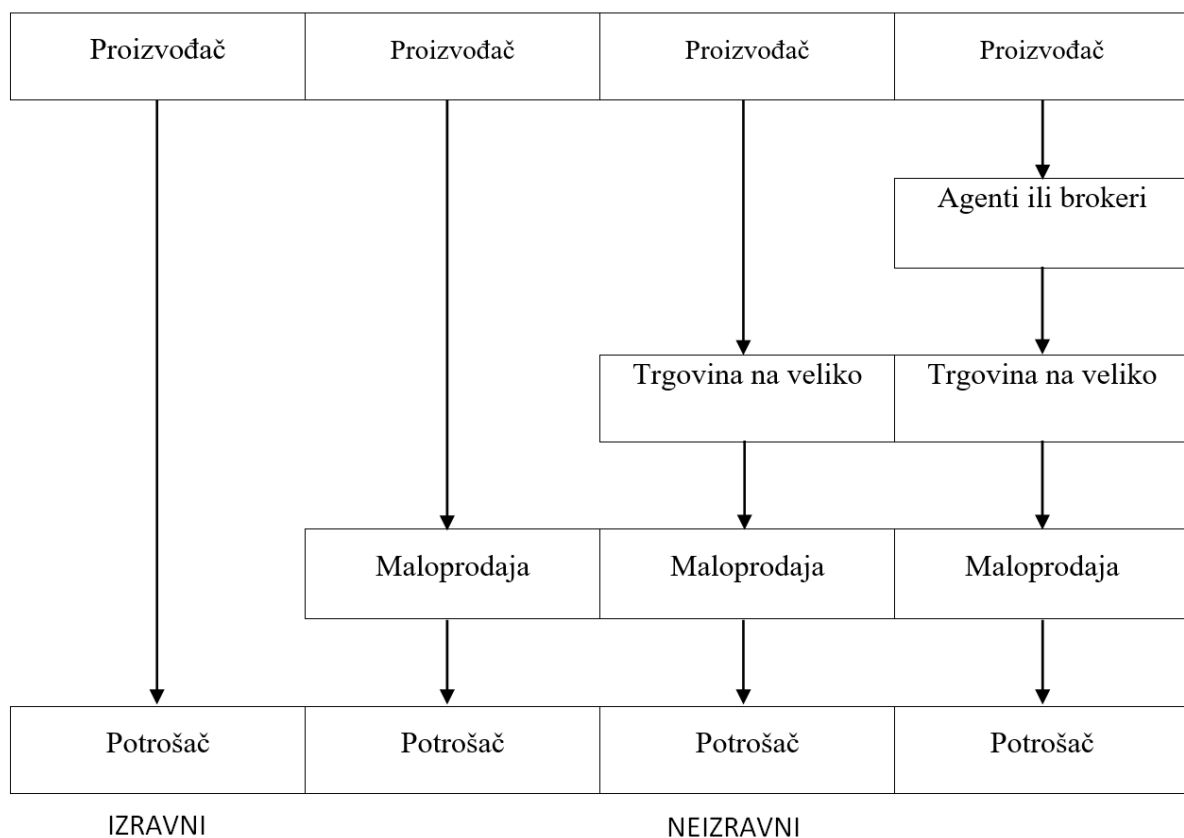 Proizvođač Proizvođač Proizvođač Proizvođač
Agenti ili brokeri
Trgovina na veliko Trgovina na veliko
Maloprodaja Maloprodaja Maloprodaja
Potrošač Potrošač Potrošač Potrošač
IZRAVNI NEIZRAVNI